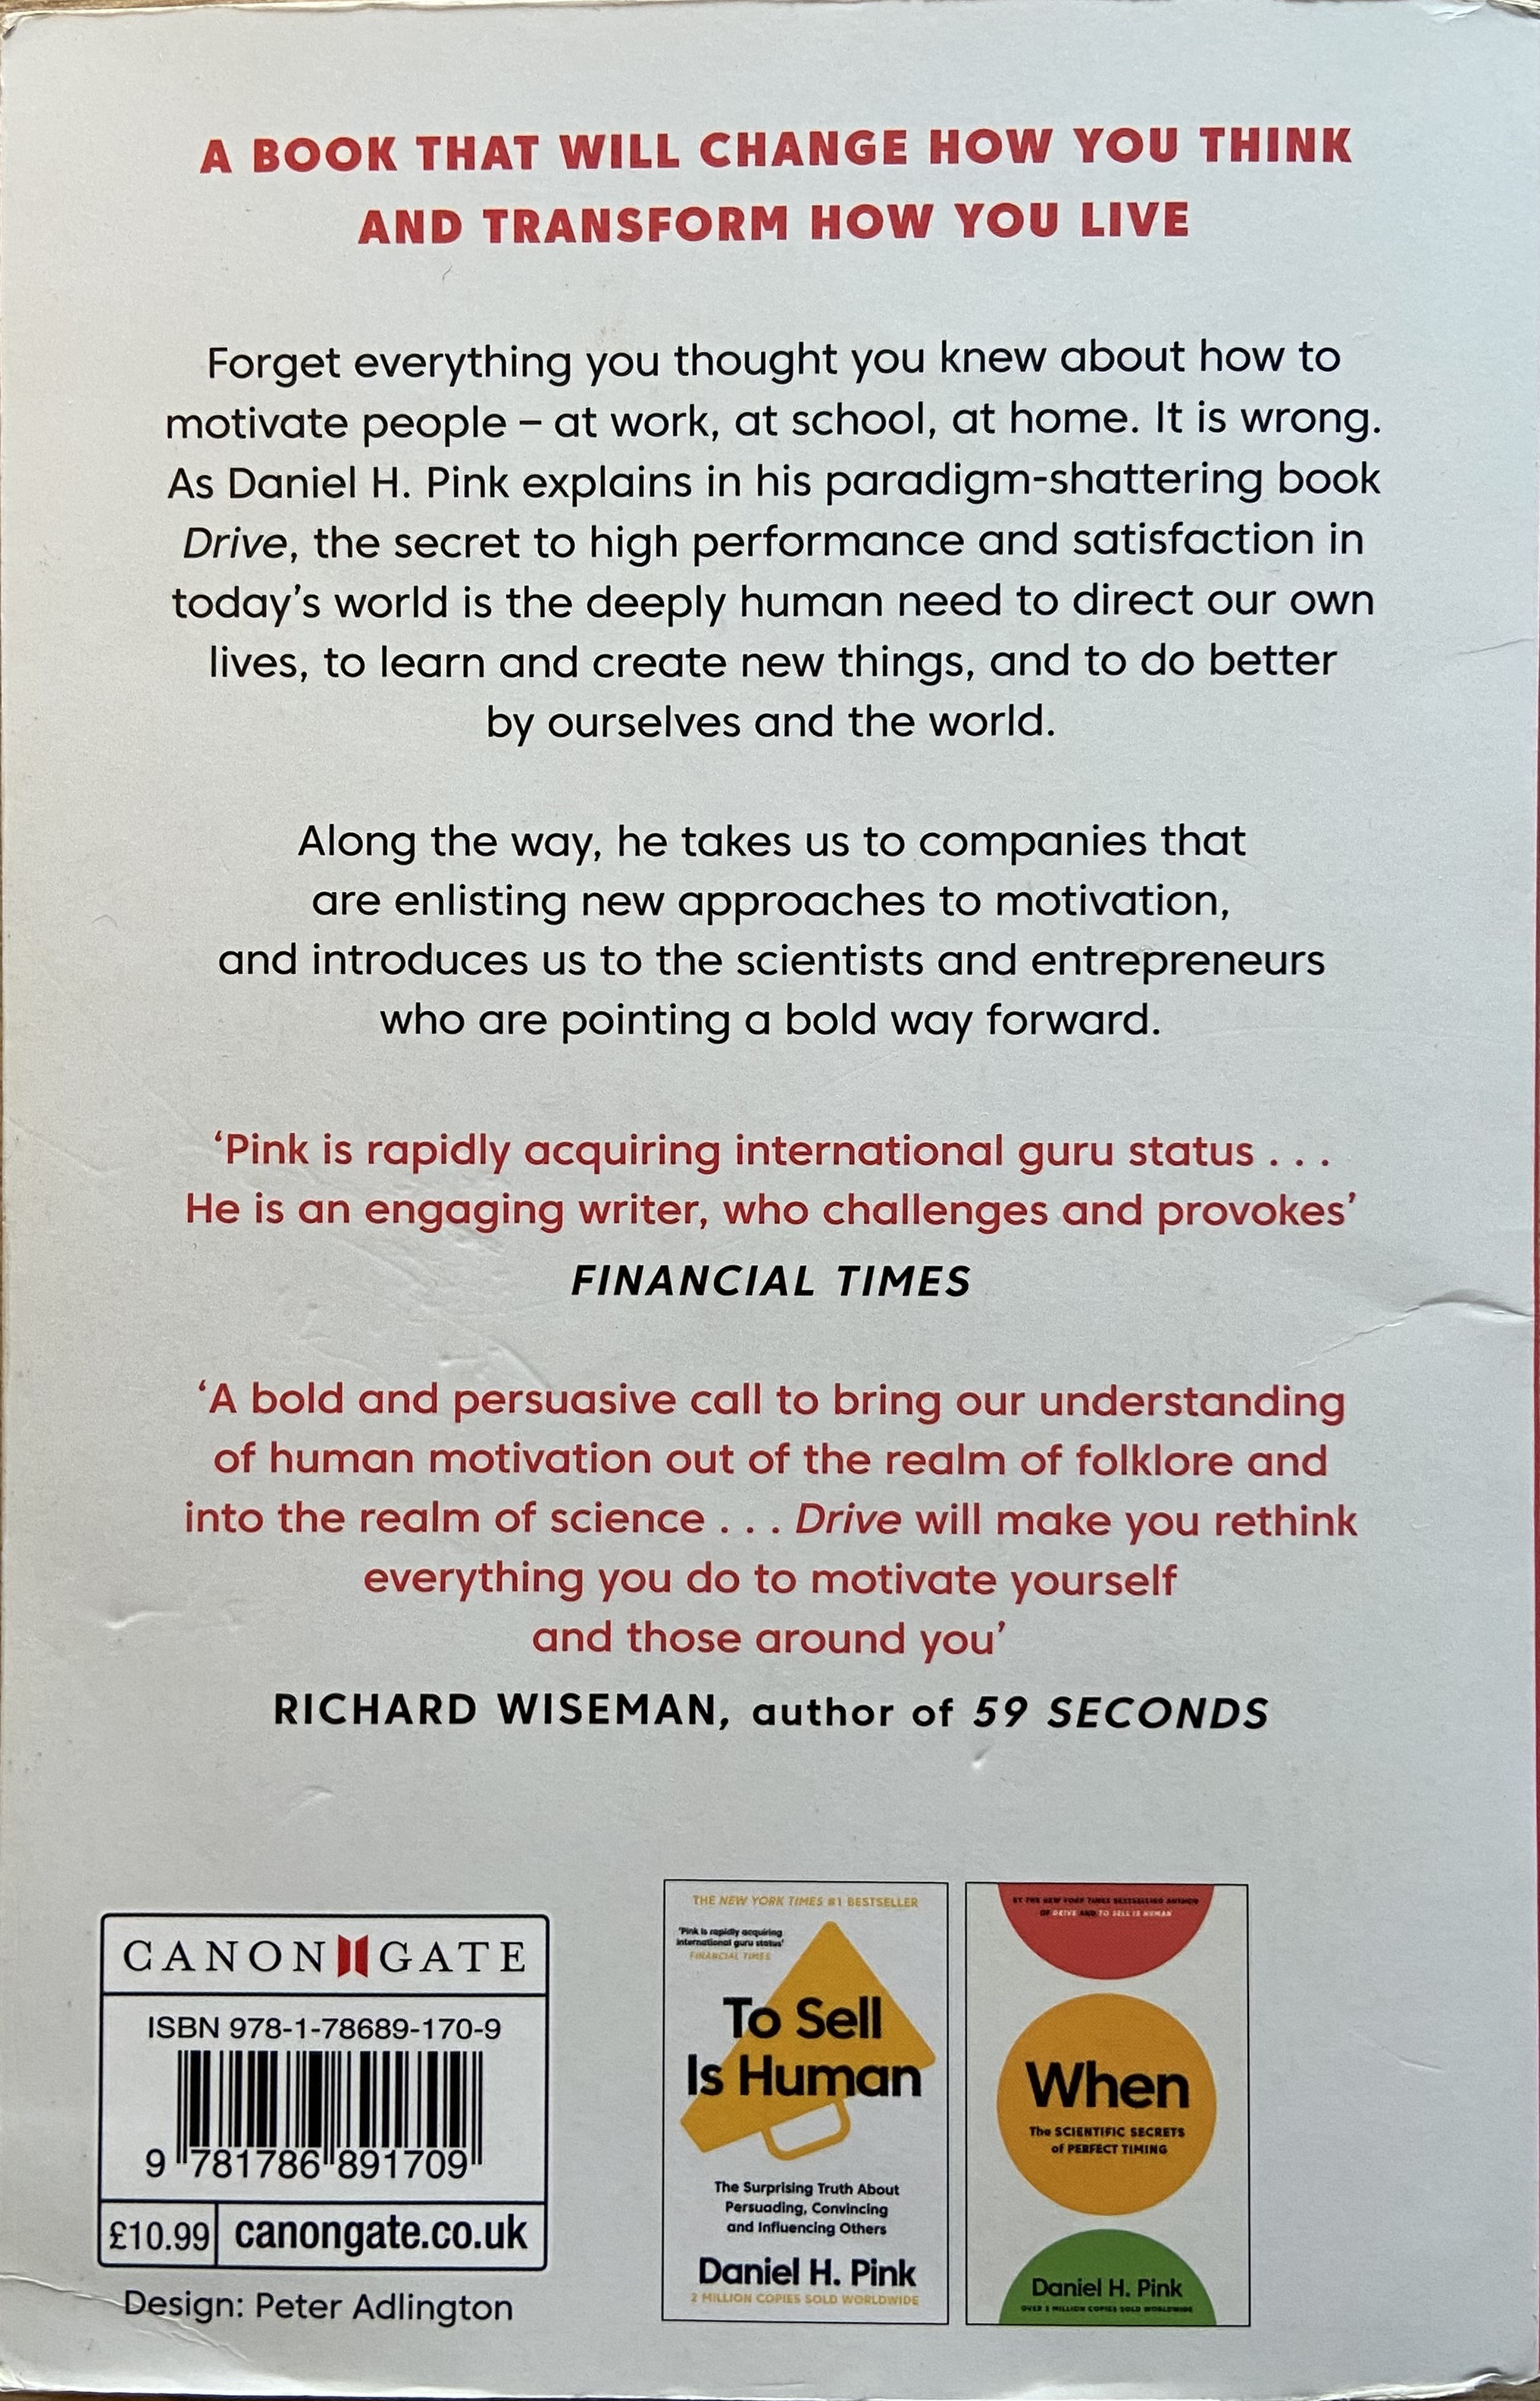 A BOOK THAT WILL CHANGE HOW YOU THINK
AND TRANSFORM HOW YOU LIVE
Forget everything you thought you knew about how to
motivate people – at work, at school, at home. It is wrong.
As Daniel H. Pink explains in his paradigm-shattering book
Drive, the secret to high performance and satisfaction in
today’s world is the deeply human need to direct our own
lives, to learn and create new things, and to do better
by ourselves and the world.
Along the way, he takes us to companies that
are enlisting new approaches to motivation,
and introduces us to the scientists and entrepreneurs
who are pointing a bold way forward.
‘Pink is rapidly acquiring international guru status . . .
He is an engaging writer, who challenges and provokes’
FINANCIAL TIMES
‘A bold and persuasive call to bring our understanding
of human motivation out of the realm of folklore and
into the realm of science . . . Drive will make you rethink
everything you do to motivate yourself
and those around you’
RICHARD WISEMAN, author of 59 SECONDS
CANONGATE
ISBN 978-1-78689-170-9
9 781786 891709
£10.99 canongate.co.uk
Design: Peter Adlington
THE NEW YORK TIMES #1 BESTSELLER
‘Pink is rapidly acquiring
international guru status’
FINANCIAL TIMES
To Sell
Is Human
The Surprising Truth About
Persuading, Convincing
and Influencing Others
Daniel H. Pink
2 MILLION COPIES SOLD WORLDWIDE
BY THE NEW YORK TIMES BESTSELLING AUTHOR
OF DRIVE AND TO SELL IS HUMAN
When
The SCIENTIFIC SECRETS
of PERFECT TIMING
Daniel H. Pink
OVER 2 MILLION COPIES SOLD WORLDWIDE